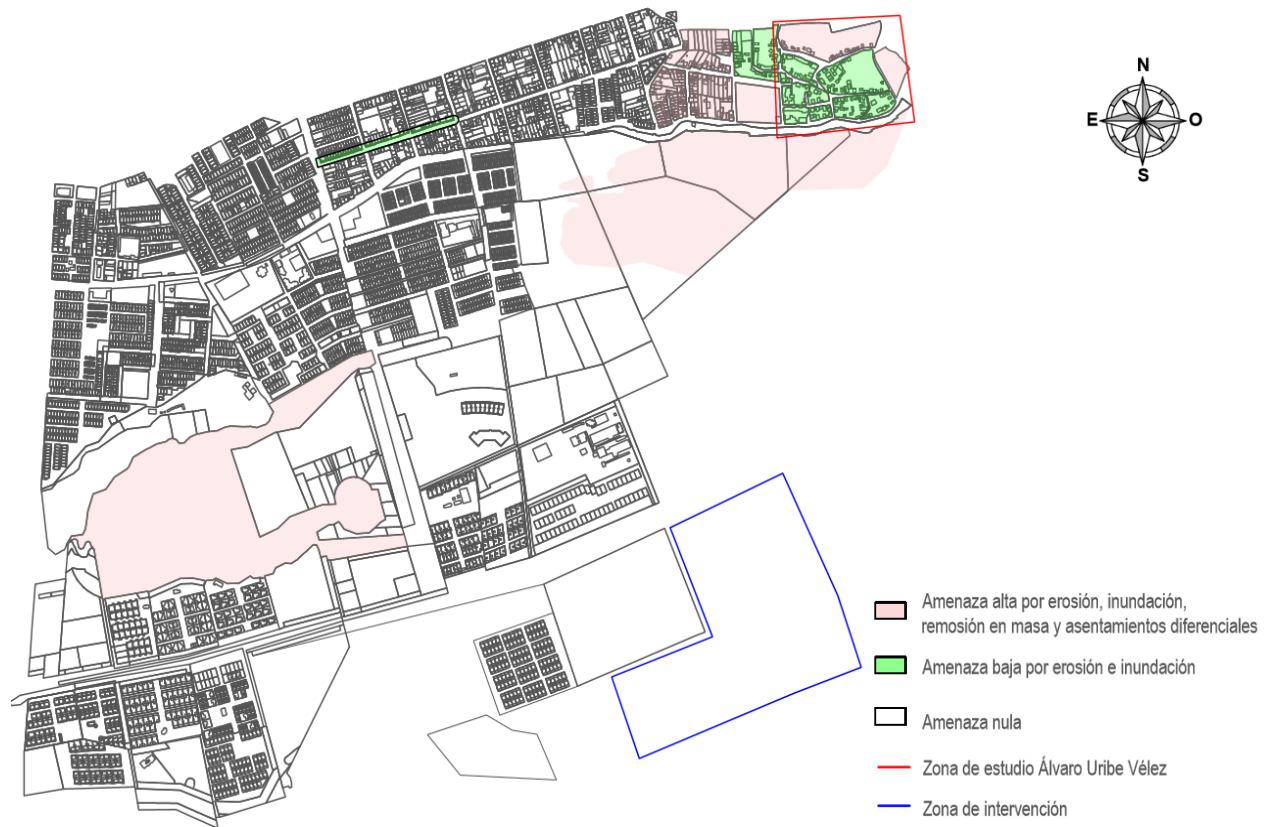 N
E
O
S
Amenaza alta por erosión, inundación,
remosión en masa y asentamientos diferenciales
Amenaza baja por erosión e inundación
Amenaza nula
Zona de estudio Álvaro Uribe Vélez
Zona de intervención